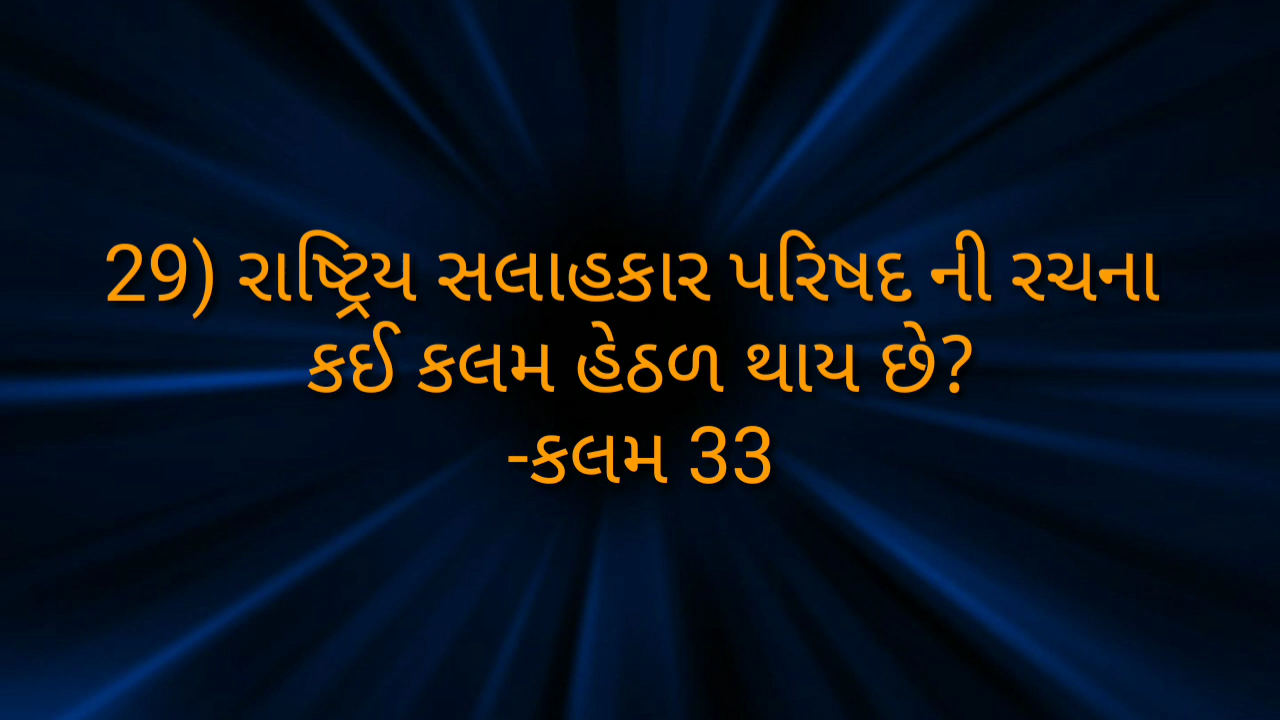 29) રાષ્ટ્રિય સલાહકાર પરિષદ ની રચના
કઈ કલમ હેઠળ થાય છે?
-કલમ 33